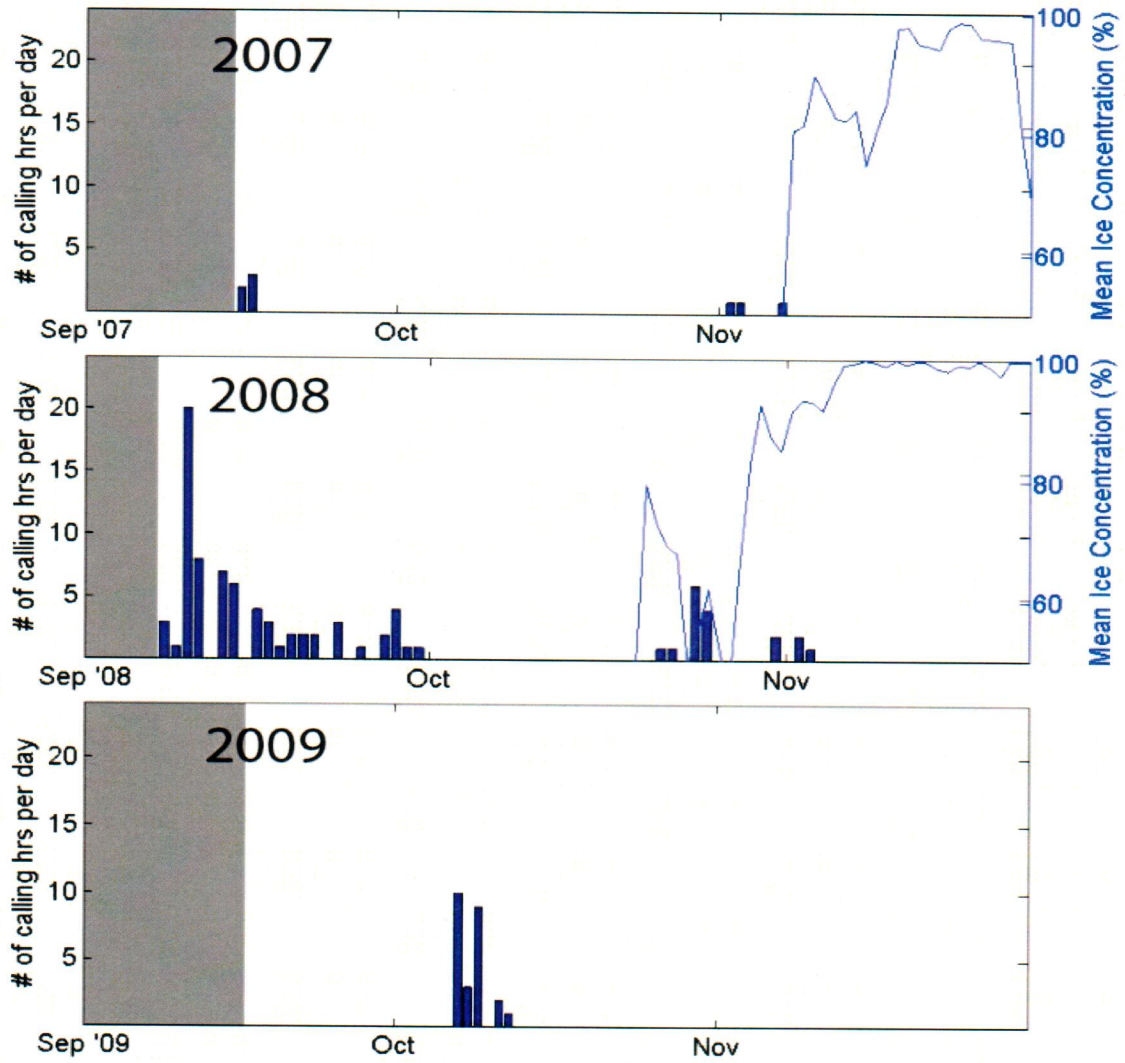 2007
# of calling hrs per day
20
15
10
5
100
80
60
Mean Ice Concentration (%)
Sep '07
Oct
Nov
2008
# of calling hrs per day
20
15
10
5
100
80
60
Mean Ice Concentration (%)
Sep '08
Oct
Nov
2009
# of calling hrs per day
20
15
10
5
Sep '09
Oct
Nov